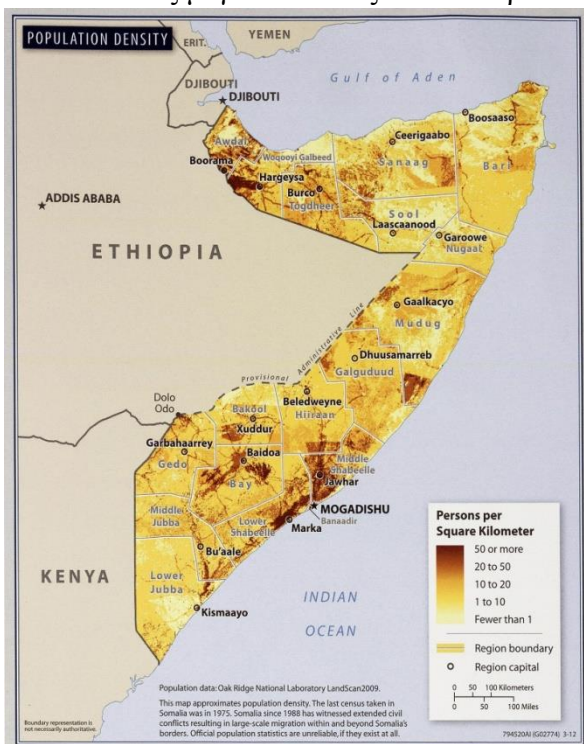 POPULATION DENSITY
YEMEN
ERIT.
DJIBOUTI
DJIBOUTI
Gulf of Aden
Boosaaso
Ceerigaabo
Awdal
Woqooyi Galbeed
Sanaag
Bari
Boorama
Hargeysa
Burco
Togdheer
ADDIS ABABA
Sool
Laascaanood
Garoowe
Nugaal
ETHIOPIA
Gaalkacyo
Mudug
Provisional Administrative Line
Dhuusamarreb
Galguduud
Dolo
Odo
Beledweyne
Bakool
Hiiraan
Xuddur
Garbahaarrey
Gedo
Baidoa
Middle
Shabeelle
Bay
Jawhar
MOGADISHU
Banaadir
Middle
Jubba
Lower
Shabeelle
Marka
Bu'aale
KENYA
Lower
Jubba
Kismaayo
INDIAN
OCEAN
Persons per
Square Kilometer
50 or more
20 to 50
10 to 20
1 to 10
Fewer than 1
Region boundary
Region capital
0 50 100 Kilometers
0 50 100 Miles
Population data: Oak Ridge National Laboratory LandScan2009.
This map approximates population density. The last census taken in
Somalia was in 1975. Somalia since 1988 has witnessed extended civil
conflicts resulting in large-scale migration within and beyond Somalia's
borders. Official population statistics are unreliable, if they exist at all.
Boundary representation is
not necessarily authoritative.
794520AI (G02774) 3-12